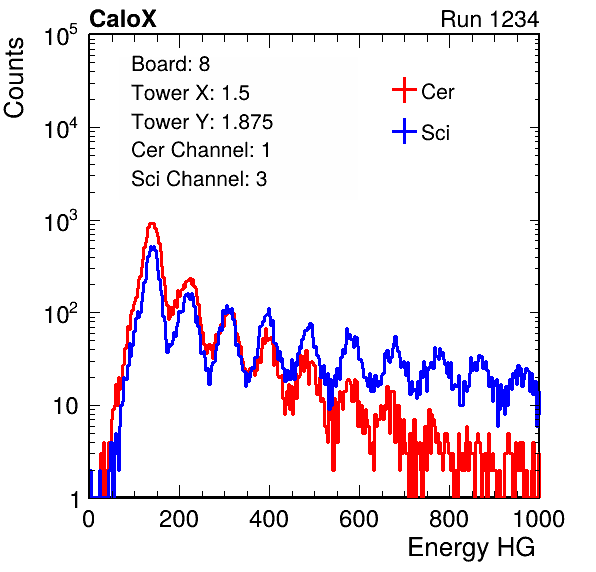 CaloX Run 1234
Counts
10^5
10^4
10^3
10^2
10
1
Board: 8
Tower X: 1.5
Tower Y: 1.875
Cer Channel: 1
Sci Channel: 3
Cer
Sci
0 200 400 600 800 1000
Energy HG